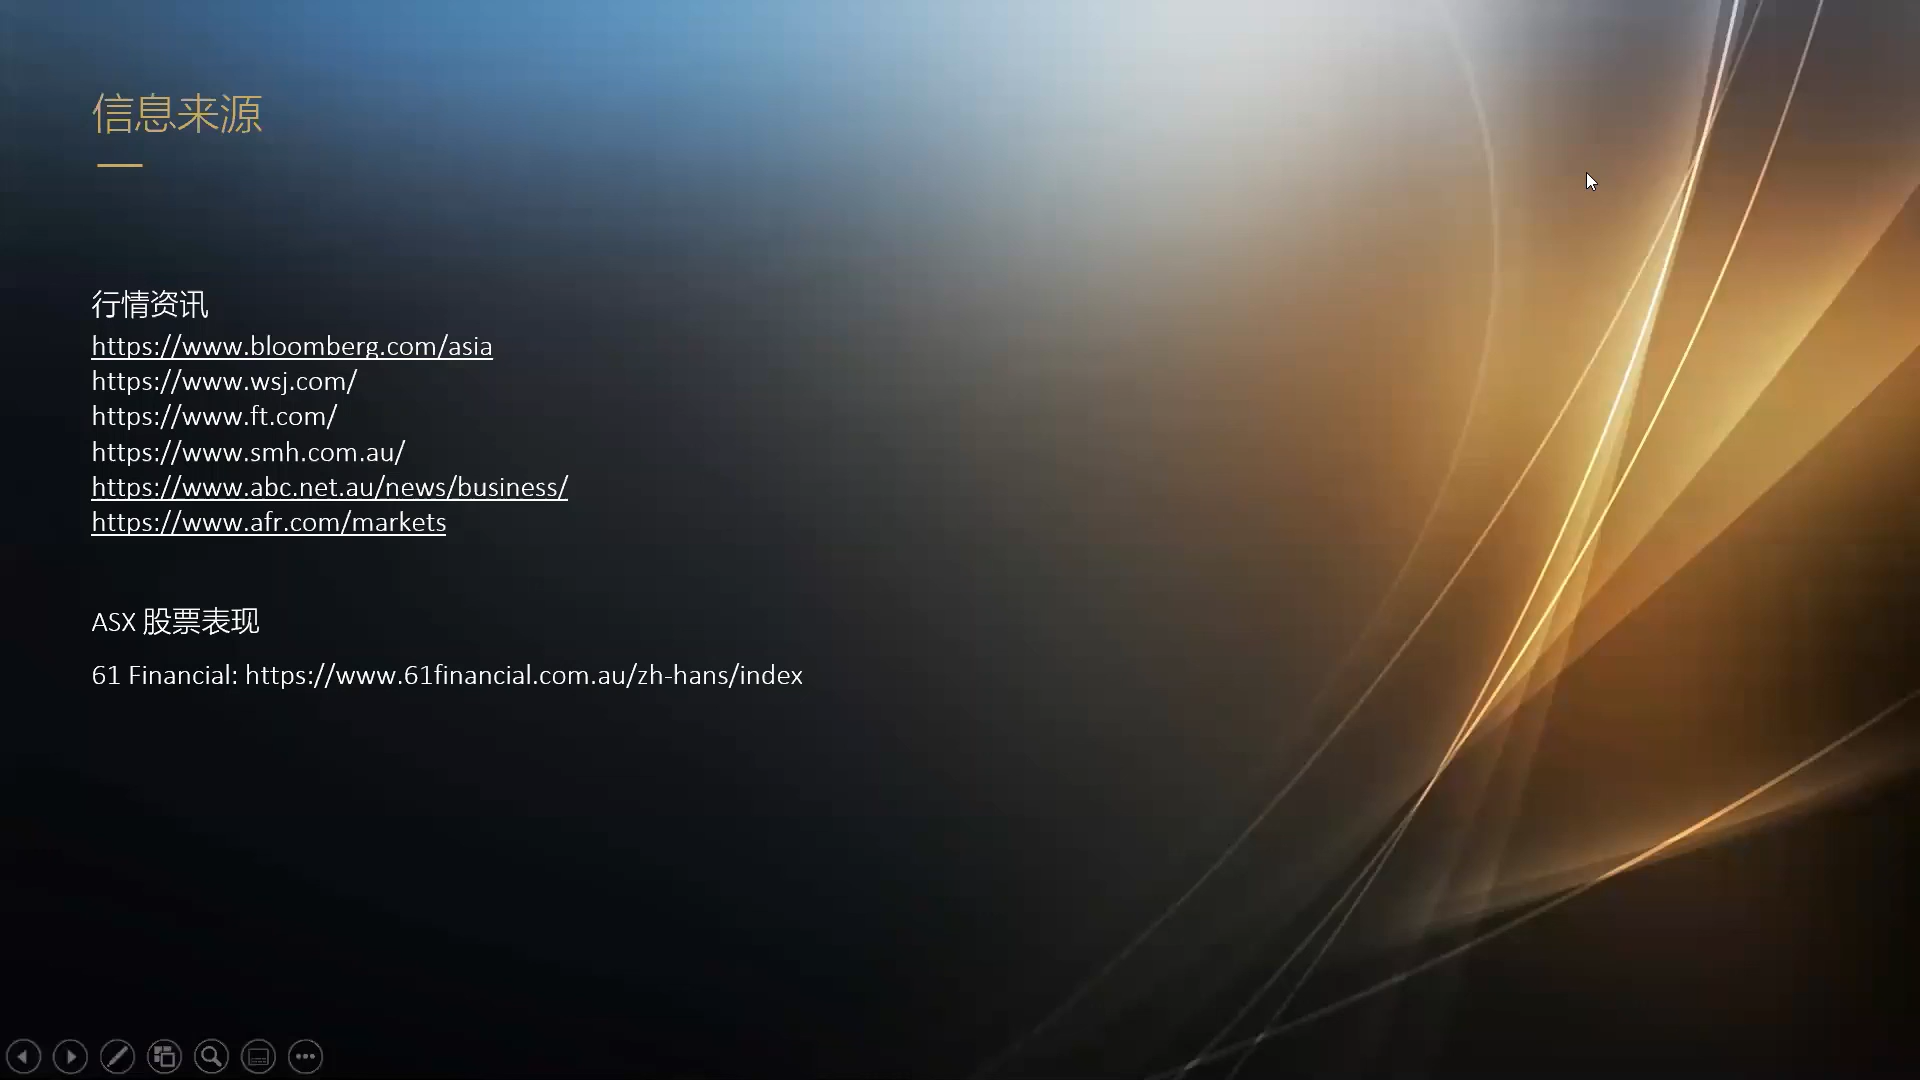 信息来源
行情资讯
https://www.bloomberg.com/asia
https://www.wsj.com/
https://www.ft.com/
https://www.smh.com.au/
https://www.abc.net.au/news/business/
https://www.afr.com/markets
ASX 股票表现
61 Financial: https://www.61financial.com.au/zh-hans/index